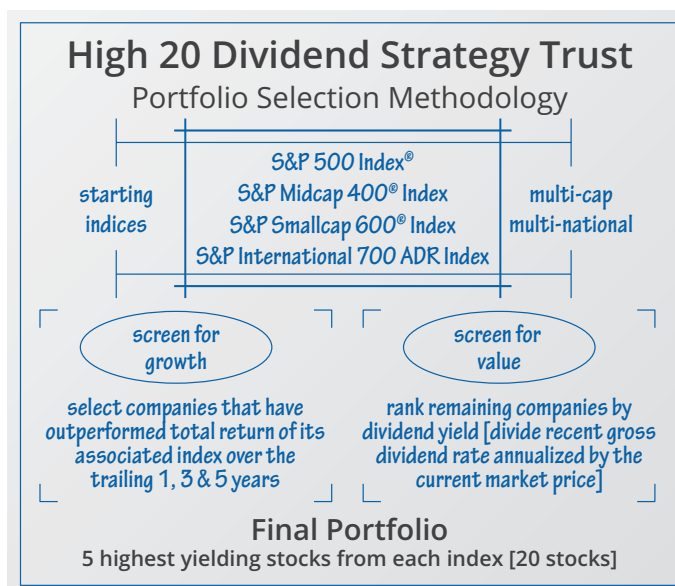 High 20 Dividend Strategy Trust
Portfolio Selection Methodology
starting
indices
S&P 500 Index®
S&P Midcap 400® Index
S&P Smallcap 600® Index
S&P International 700 ADR Index
multi-cap
multi-national
screen for
growth
select companies that have
outperformed total return of its
associated index over the
trailing 1, 3 & 5 years
screen for
value
rank remaining companies by
dividend yield [divide recent gross
dividend rate annualized by the
current market price]
Final Portfolio
5 highest yielding stocks from each index [20 stocks]